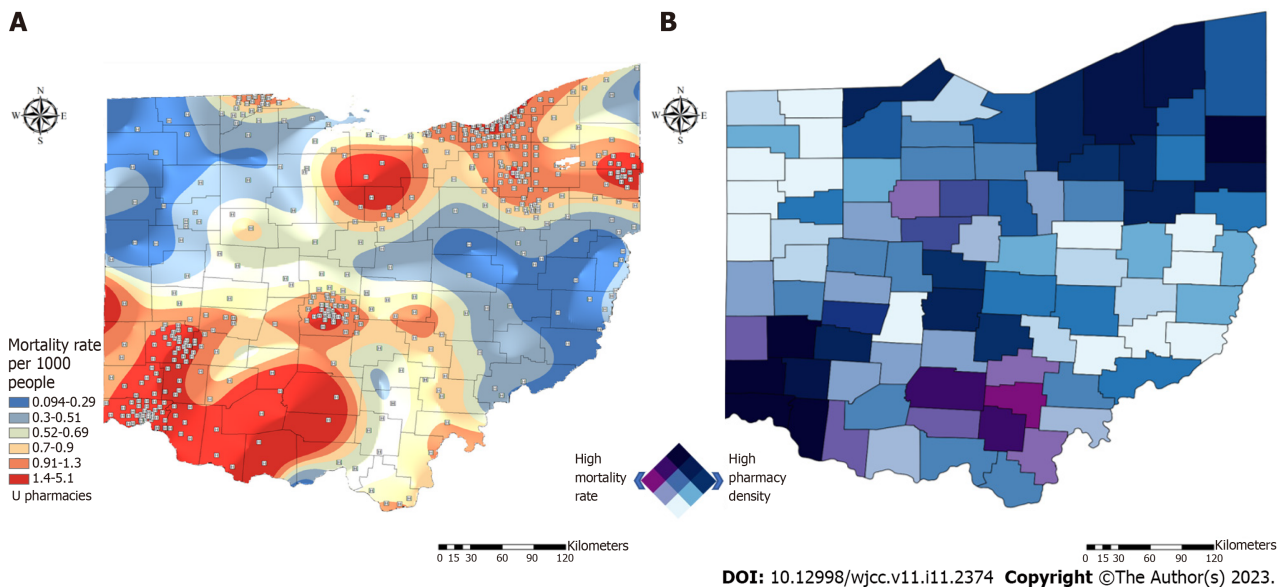 A
B
N
W E
S
N
W E
S
Mortality rate
per 1000
people
0.094-0.29
0.3-0.51
0.52-0.69
0.7-0.9
0.91-1.3
1.4-5.1
U pharmacies
High
mortality
rate
High
pharmacy
density
Kilometers
0 15 30 60 90 120
Kilometers
0 15 30 60 90 120
DOI: 10.12998/wjcc.v11.i11.2374 Copyright ©The Author(s) 2023